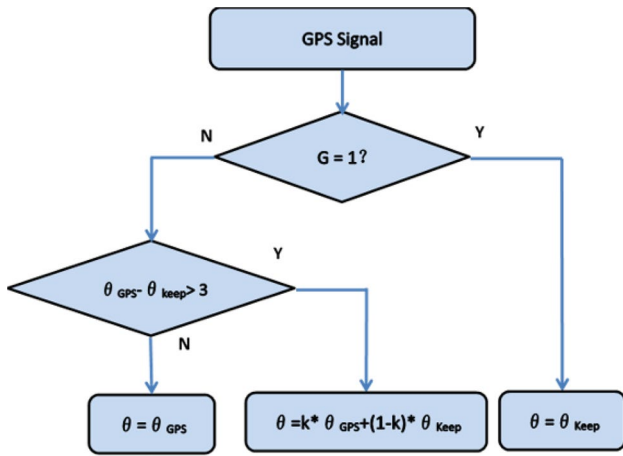 GPS Signal
N
Y
G = 1?
Y
θ GPS- θ keep> 3
N
θ = θ GPS
θ =k* θ GPS+(1-k)* θ Keep
θ = θ Keep